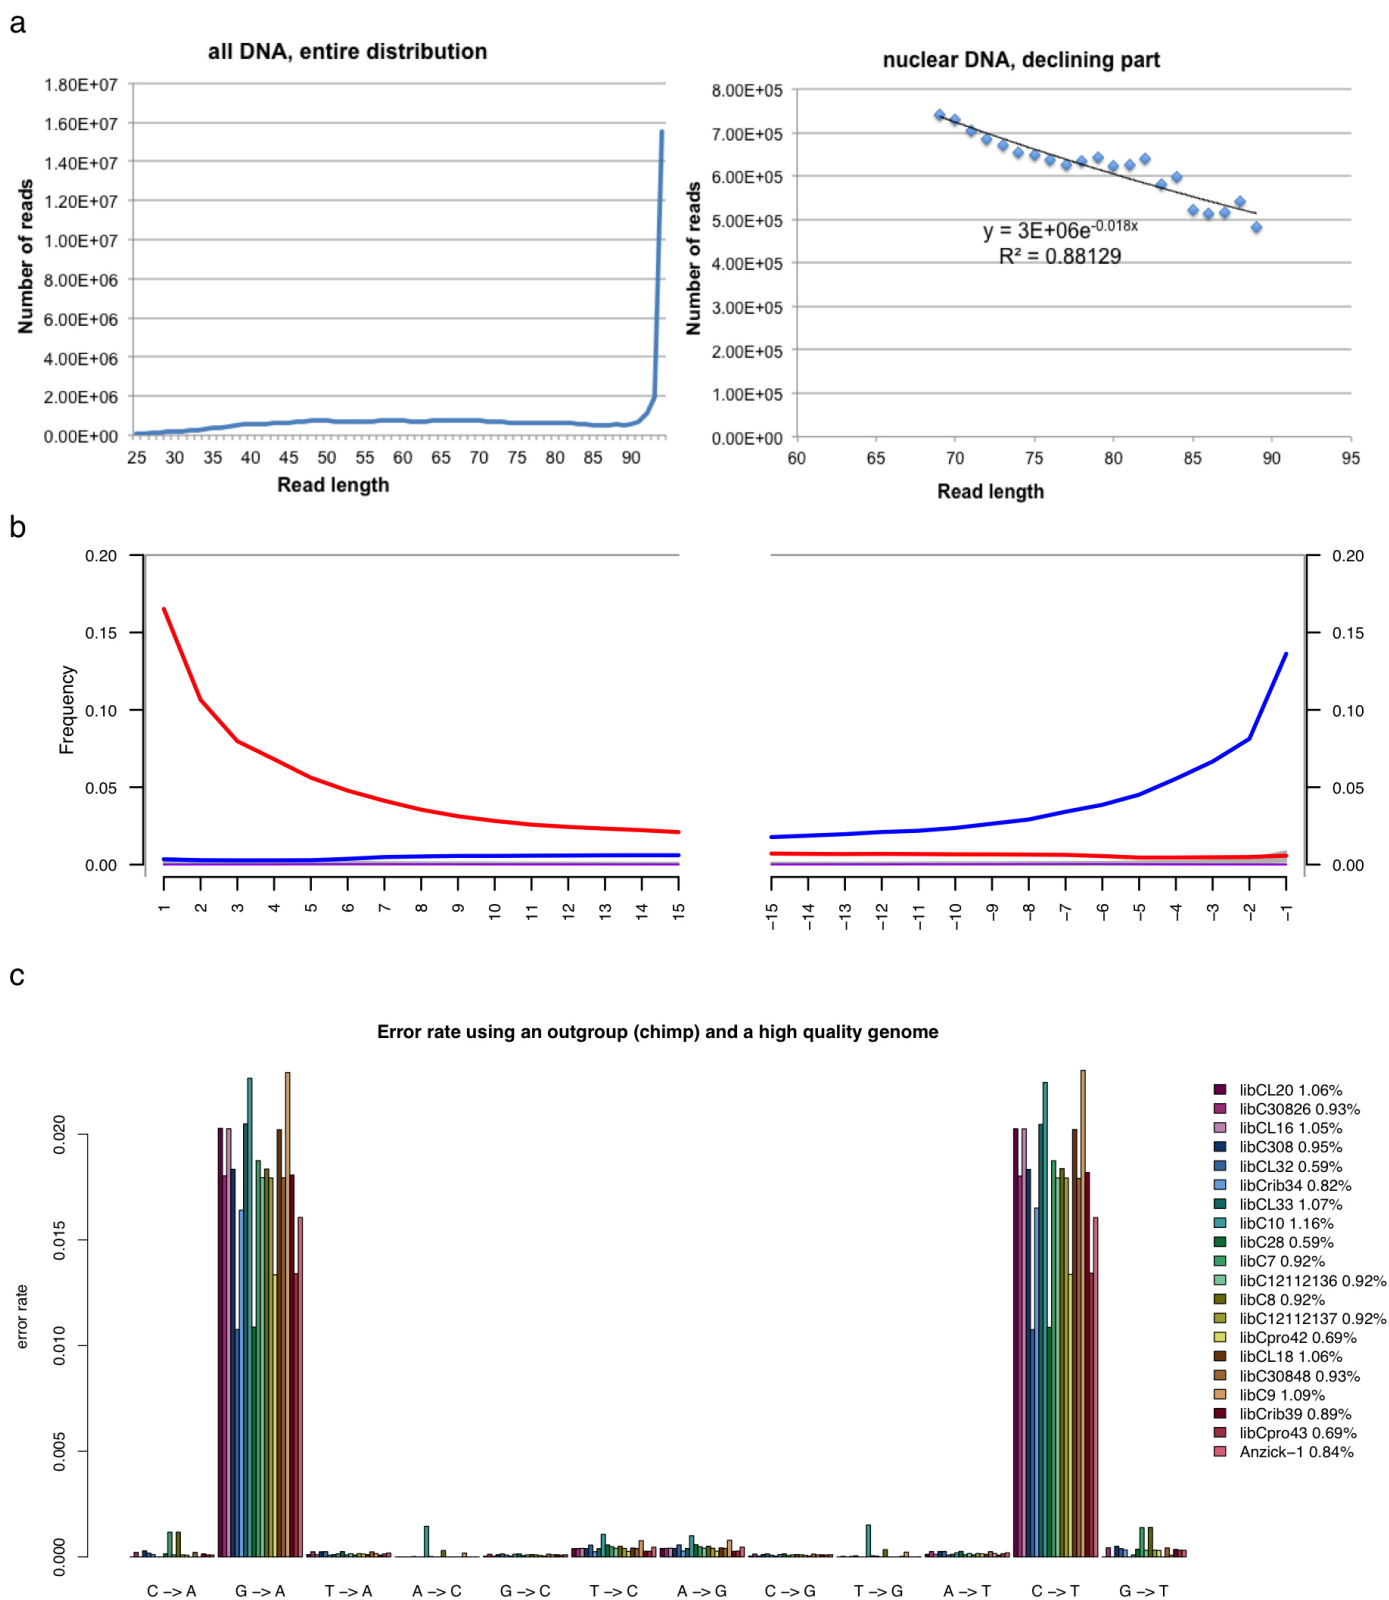 a
all DNA, entire distribution
1.80E+07
1.60E+07
1.40E+07
1.20E+07
1.00E+07
8.00E+06
6.00E+06
4.00E+06
2.00E+06
0.00E+00
Number of reads
25 30 35 40 45 50 55 60 65 70 75 80 85 90
Read length
nuclear DNA, declining part
8.00E+05
7.00E+05
6.00E+05
5.00E+05
4.00E+05
3.00E+05
2.00E+05
1.00E+05
0.00E+00
Number of reads
y = 3E+06e^-0.018x
R² = 0.88129
60 65 70 75 80 85 90 95
Read length
b
0.20
0.15
0.10
0.05
0.00
Frequency
1 2 3 4 5 6 7 8 9 10 11 12 13 14 15
0.20
0.15
0.10
0.05
0.00
−15 −14 −13 −12 −11 −10 −9 −8 −7 −6 −5 −4 −3 −2 −1
c
Error rate using an outgroup (chimp) and a high quality genome
error rate
0.020
0.015
0.010
0.005
0.000
C −> A G −> A T −> A A −> C G −> C T −> C A −> G C −> G T −> G A −> T C −> T G −> T
libCL20 1.06%
libC30826 0.93%
libCL16 1.05%
libC308 0.95%
libCL32 0.59%
libCrib34 0.82%
libCL33 1.07%
libC10 1.16%
libC28 0.59%
libC7 0.92%
libC12112136 0.92%
libC8 0.92%
libC12112137 0.92%
libCpro42 0.69%
libCL18 1.06%
libC30848 0.93%
libC9 1.09%
libCrib39 0.89%
libCpro43 0.69%
Anzick−1 0.84%